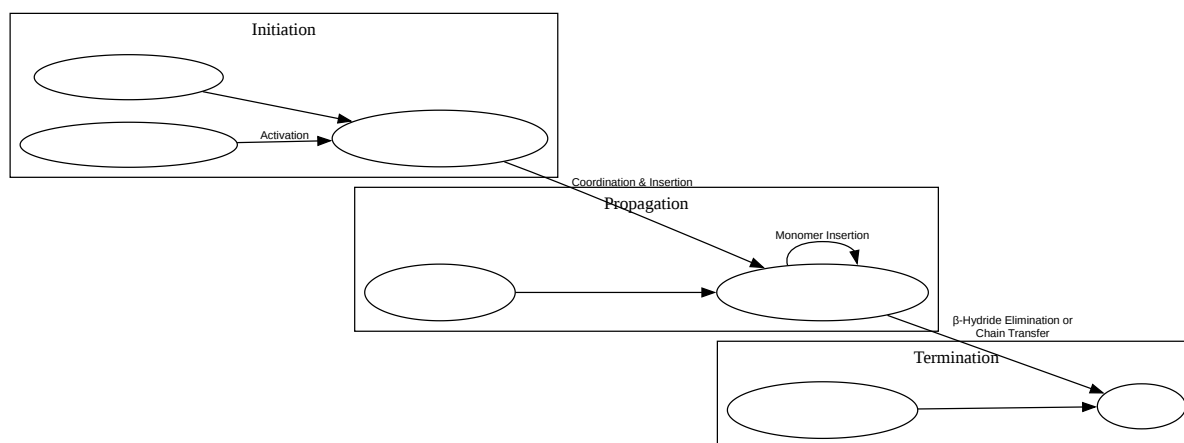 Initiation
Activation
Coordination & Insertion
Propagation
Monomer Insertion
β-Hydride Elimination or
Chain Transfer
Termination